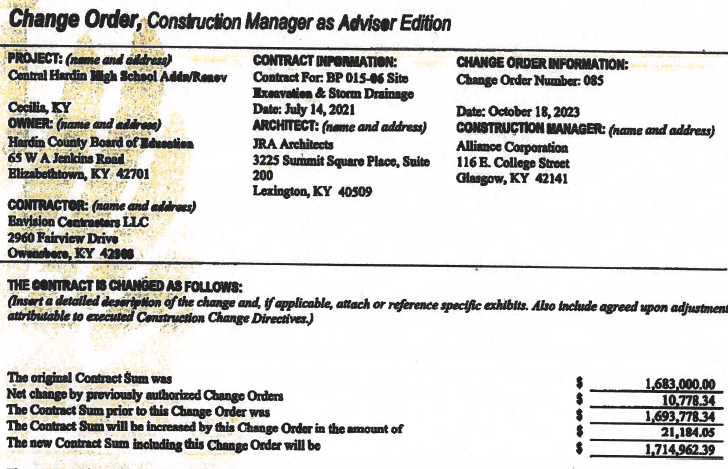 Change Order, Construction Manager as Adviser Edition
PROJECT: (name and address)
Central Hardin High School Addn/Renov
Cecilia, KY
OWNER: (name and address)
Hardin County Board of Education
65 W A Jenkins Road
Elizabethtown, KY 42701
CONTRACTOR: (name and address)
Envision Contractors LLC
2960 Fairview Drive
Owensboro, KY
CONTRACT INFORMATION:
Contract For: BP 015-06 Site
Excavation & Storm Drainage
Date: July 14, 2021
ARCHITECT: (name and address)
JRA Architects
3225 Summit Square Place, Suite
200
Lexington, KY 40509
CHANGE ORDER INFORMATION:
Change Order Number: 085
Date: October 18, 2023
CONSTRUCTION MANAGER: (name and address)
Alliance Corporation
116 E. College Street
Glasgow, KY 42141
THE CONTRACT IS CHANGED AS FOLLOWS:
(Insert a detailed description of the change and, if applicable, attach or reference specific exhibits. Also include agreed upon adjustment
attributable to executed Construction Change Directives.)
The original Contract Sum was $ 1,683,000.00
Net change by previously authorized Change Orders $ 10,778.34
The Contract Sum prior to this Change Order was $ 1,693,778.34
The Contract Sum will be increased by this Change Order in the amount of $ 21,184.05
The new Contract Sum including this Change Order will be $ 1,714,962.39